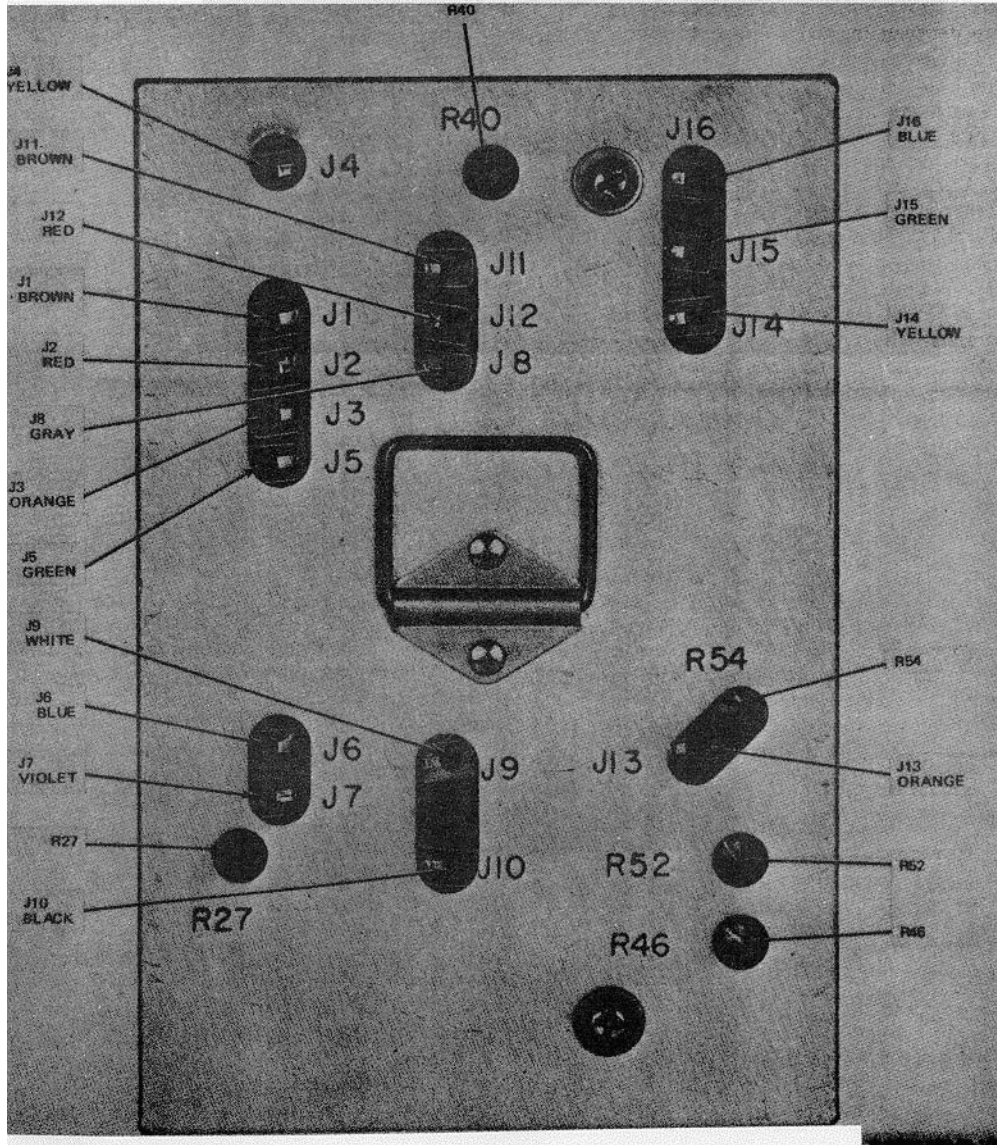 R40
J4
YELLOW
J11
BROWN
J12
RED
J1
BROWN
J2
RED
J8
GRAY
J3
ORANGE
J5
GREEN
J9
WHITE
J6
BLUE
J7
VIOLET
R27
J10
BLACK
R40
J4
J16
J11
J15
J12
J1
J14
J8
J2
J3
J5
R54
J13
J6
J9
J7
R52
J10
R27
R46
J16
BLUE
J15
GREEN
J14
YELLOW
R54
J13
ORANGE
R52
R46